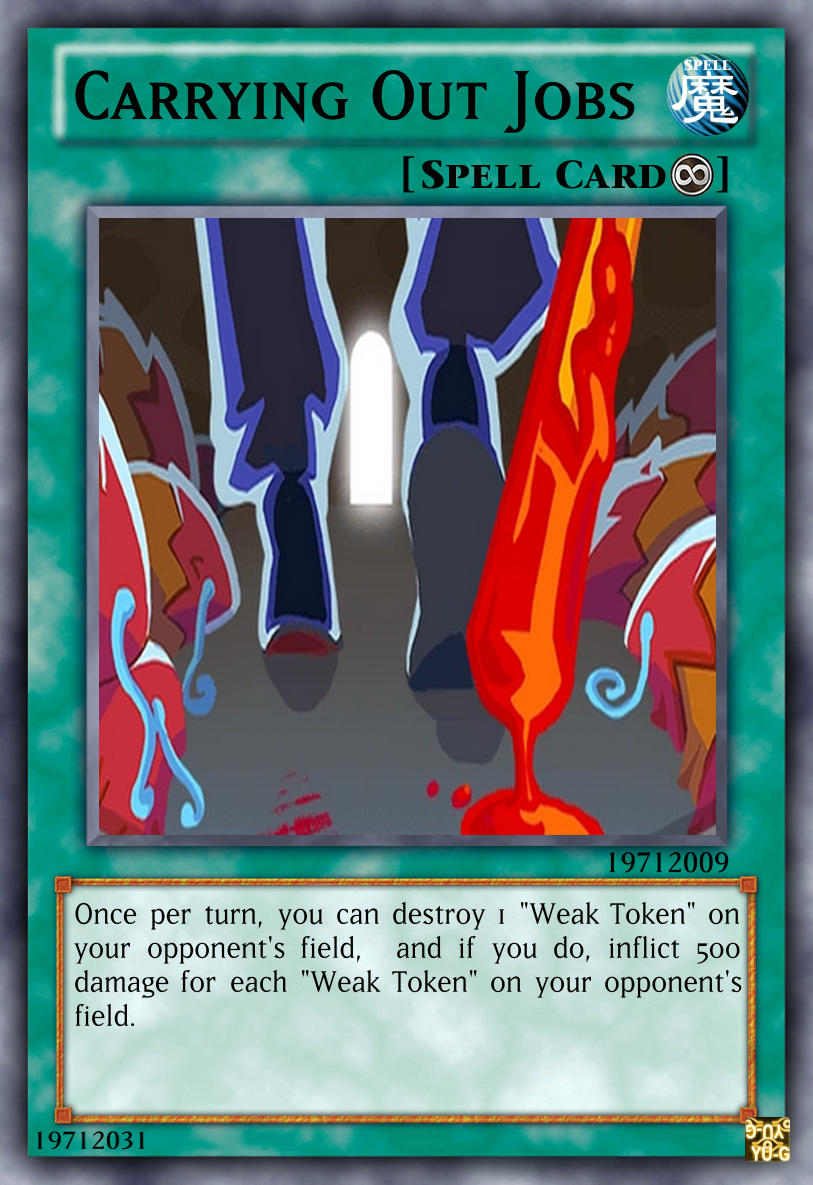 CARRYING OUT JOBS
SPELL
魔
[SPELL CARD∞]
19712009
Once per turn, you can destroy 1 "Weak Token" on
your opponent's field, and if you do, inflict 500
damage for each "Weak Token" on your opponent's
field.
19712031
YU-G